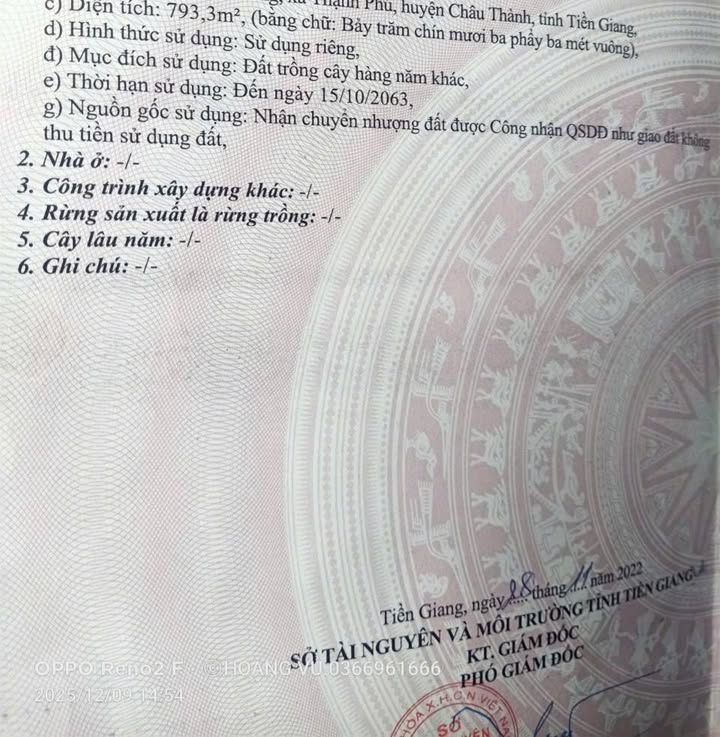 Thạnh Phú, huyện Châu Thành, tỉnh Tiền Giang,
c) Diện tích: 793,3m², (bằng chữ: Bảy trăm chín mươi ba phẩy ba mét vuông),
d) Hình thức sử dụng: Sử dụng riêng,
đ) Mục đích sử dụng: Đất trồng cây hàng năm khác,
e) Thời hạn sử dụng: Đến ngày 15/10/2063,
g) Nguồn gốc sử dụng: Nhận chuyển nhượng đất được Công nhận QSDĐ như giao đất không
thu tiền sử dụng đất,
2. Nhà ở: -/-
3. Công trình xây dựng khác: -/-
4. Rừng sản xuất là rừng trồng: -/-
5. Cây lâu năm: -/-
6. Ghi chú: -/-
Tiền Giang, ngày 28 tháng 11 năm 2022
SỞ TÀI NGUYÊN VÀ MÔI TRƯỜNG TỈNH TIỀN GIANG
KT. GIÁM ĐỐC
PHÓ GIÁM ĐỐC
HÒA X.H.C.N VIỆT NA
SỞ
OPPO Reno2 F HOANG VU 0366961666
2025/12/09 14:54